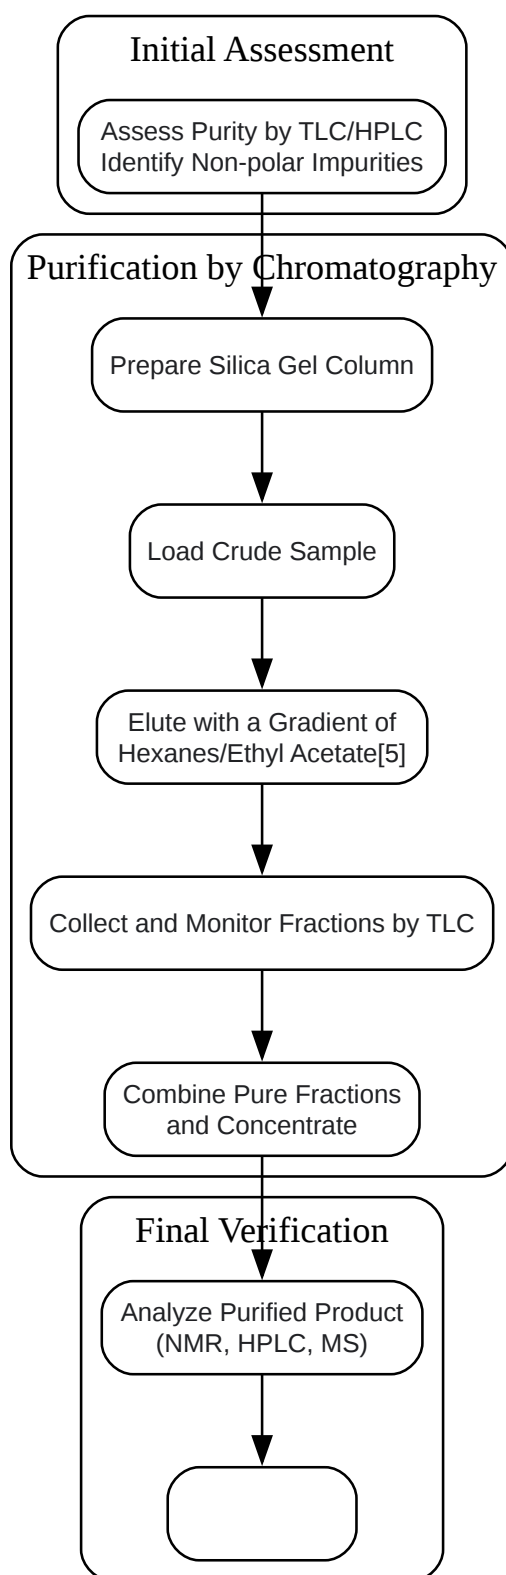 Initial Assessment
Assess Purity by TLC/HPLC
Identify Non-polar Impurities
Purification by Chromatography
Prepare Silica Gel Column
Load Crude Sample
Elute with a Gradient of
Hexanes/Ethyl Acetate[5]
Collect and Monitor Fractions by TLC
Combine Pure Fractions
and Concentrate
Final Verification
Analyze Purified Product
(NMR, HPLC, MS)